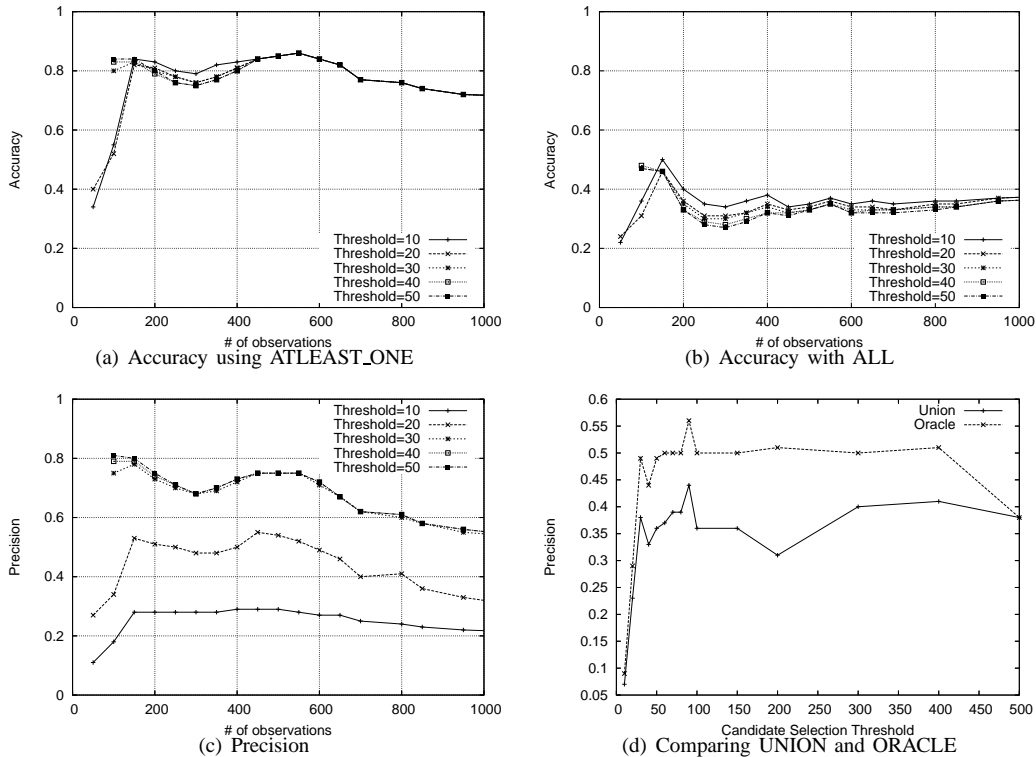 1
0.8
0.6
0.4
0.2
0
Accuracy
Threshold=10
Threshold=20
Threshold=30
Threshold=40
Threshold=50
0 200 400 600 800 1000
# of observations
(a) Accuracy using ATLEAST_ONE
1
0.8
0.6
0.4
0.2
0
Accuracy
Threshold=10
Threshold=20
Threshold=30
Threshold=40
Threshold=50
0 200 400 600 800 1000
# of observations
(b) Accuracy with ALL
1
0.8
0.6
0.4
0.2
0
Precision
Threshold=10
Threshold=20
Threshold=30
Threshold=40
Threshold=50
0 200 400 600 800 1000
# of observations
(c) Precision
0.6
0.55
0.5
0.45
0.4
0.35
0.3
0.25
0.2
0.15
0.1
0.05
Precision
Union
Oracle
0 50 100 150 200 250 300 350 400 450 500
Candidate Selection Threshold
(d) Comparing UNION and ORACLE